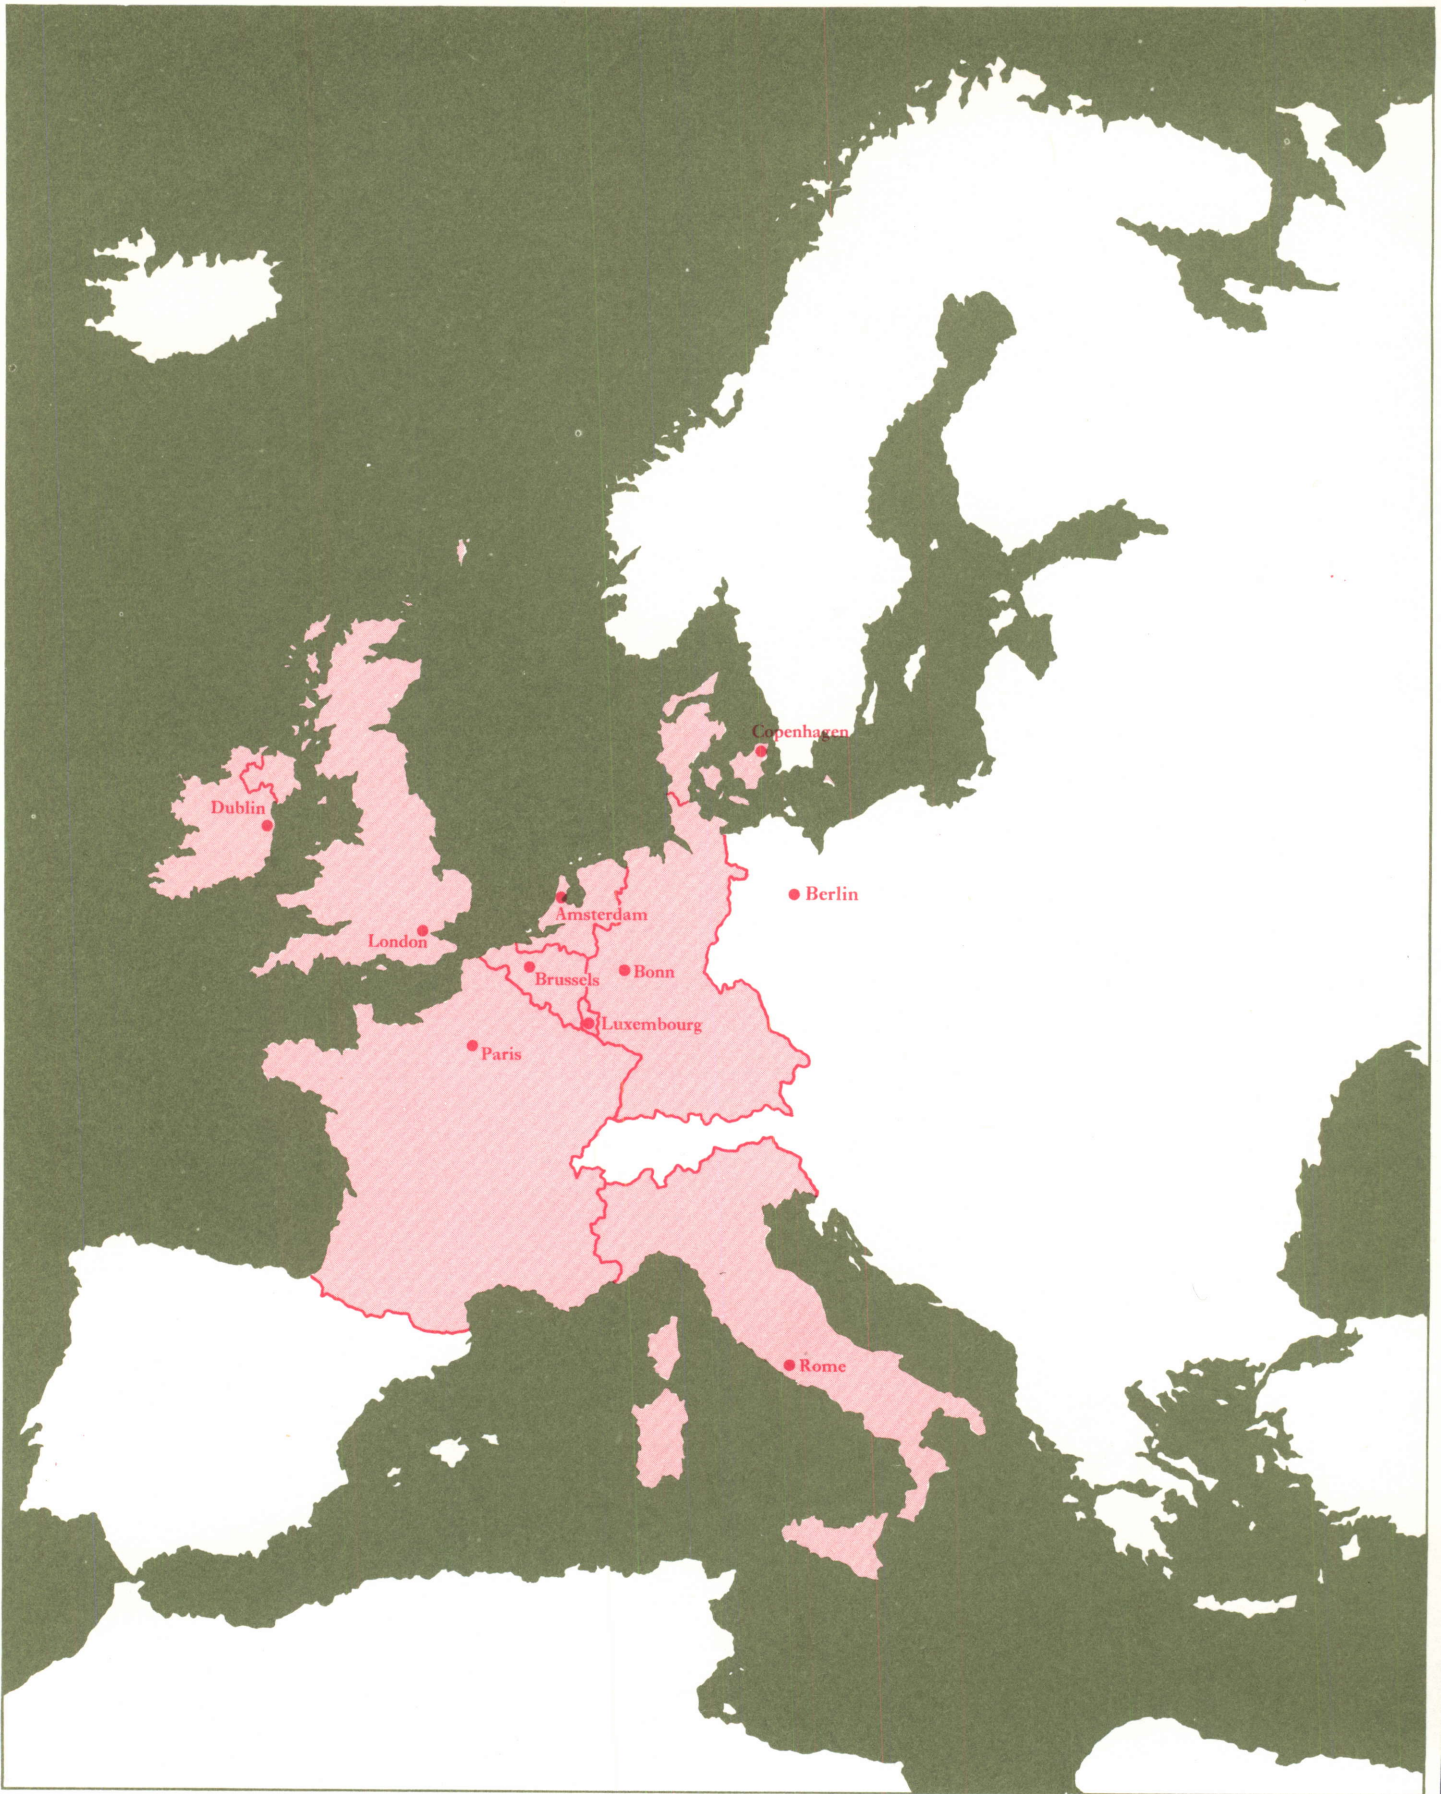 Copenhagen
Dublin
Berlin
Amsterdam
London
Brussels
Bonn
Luxembourg
Paris
Rome